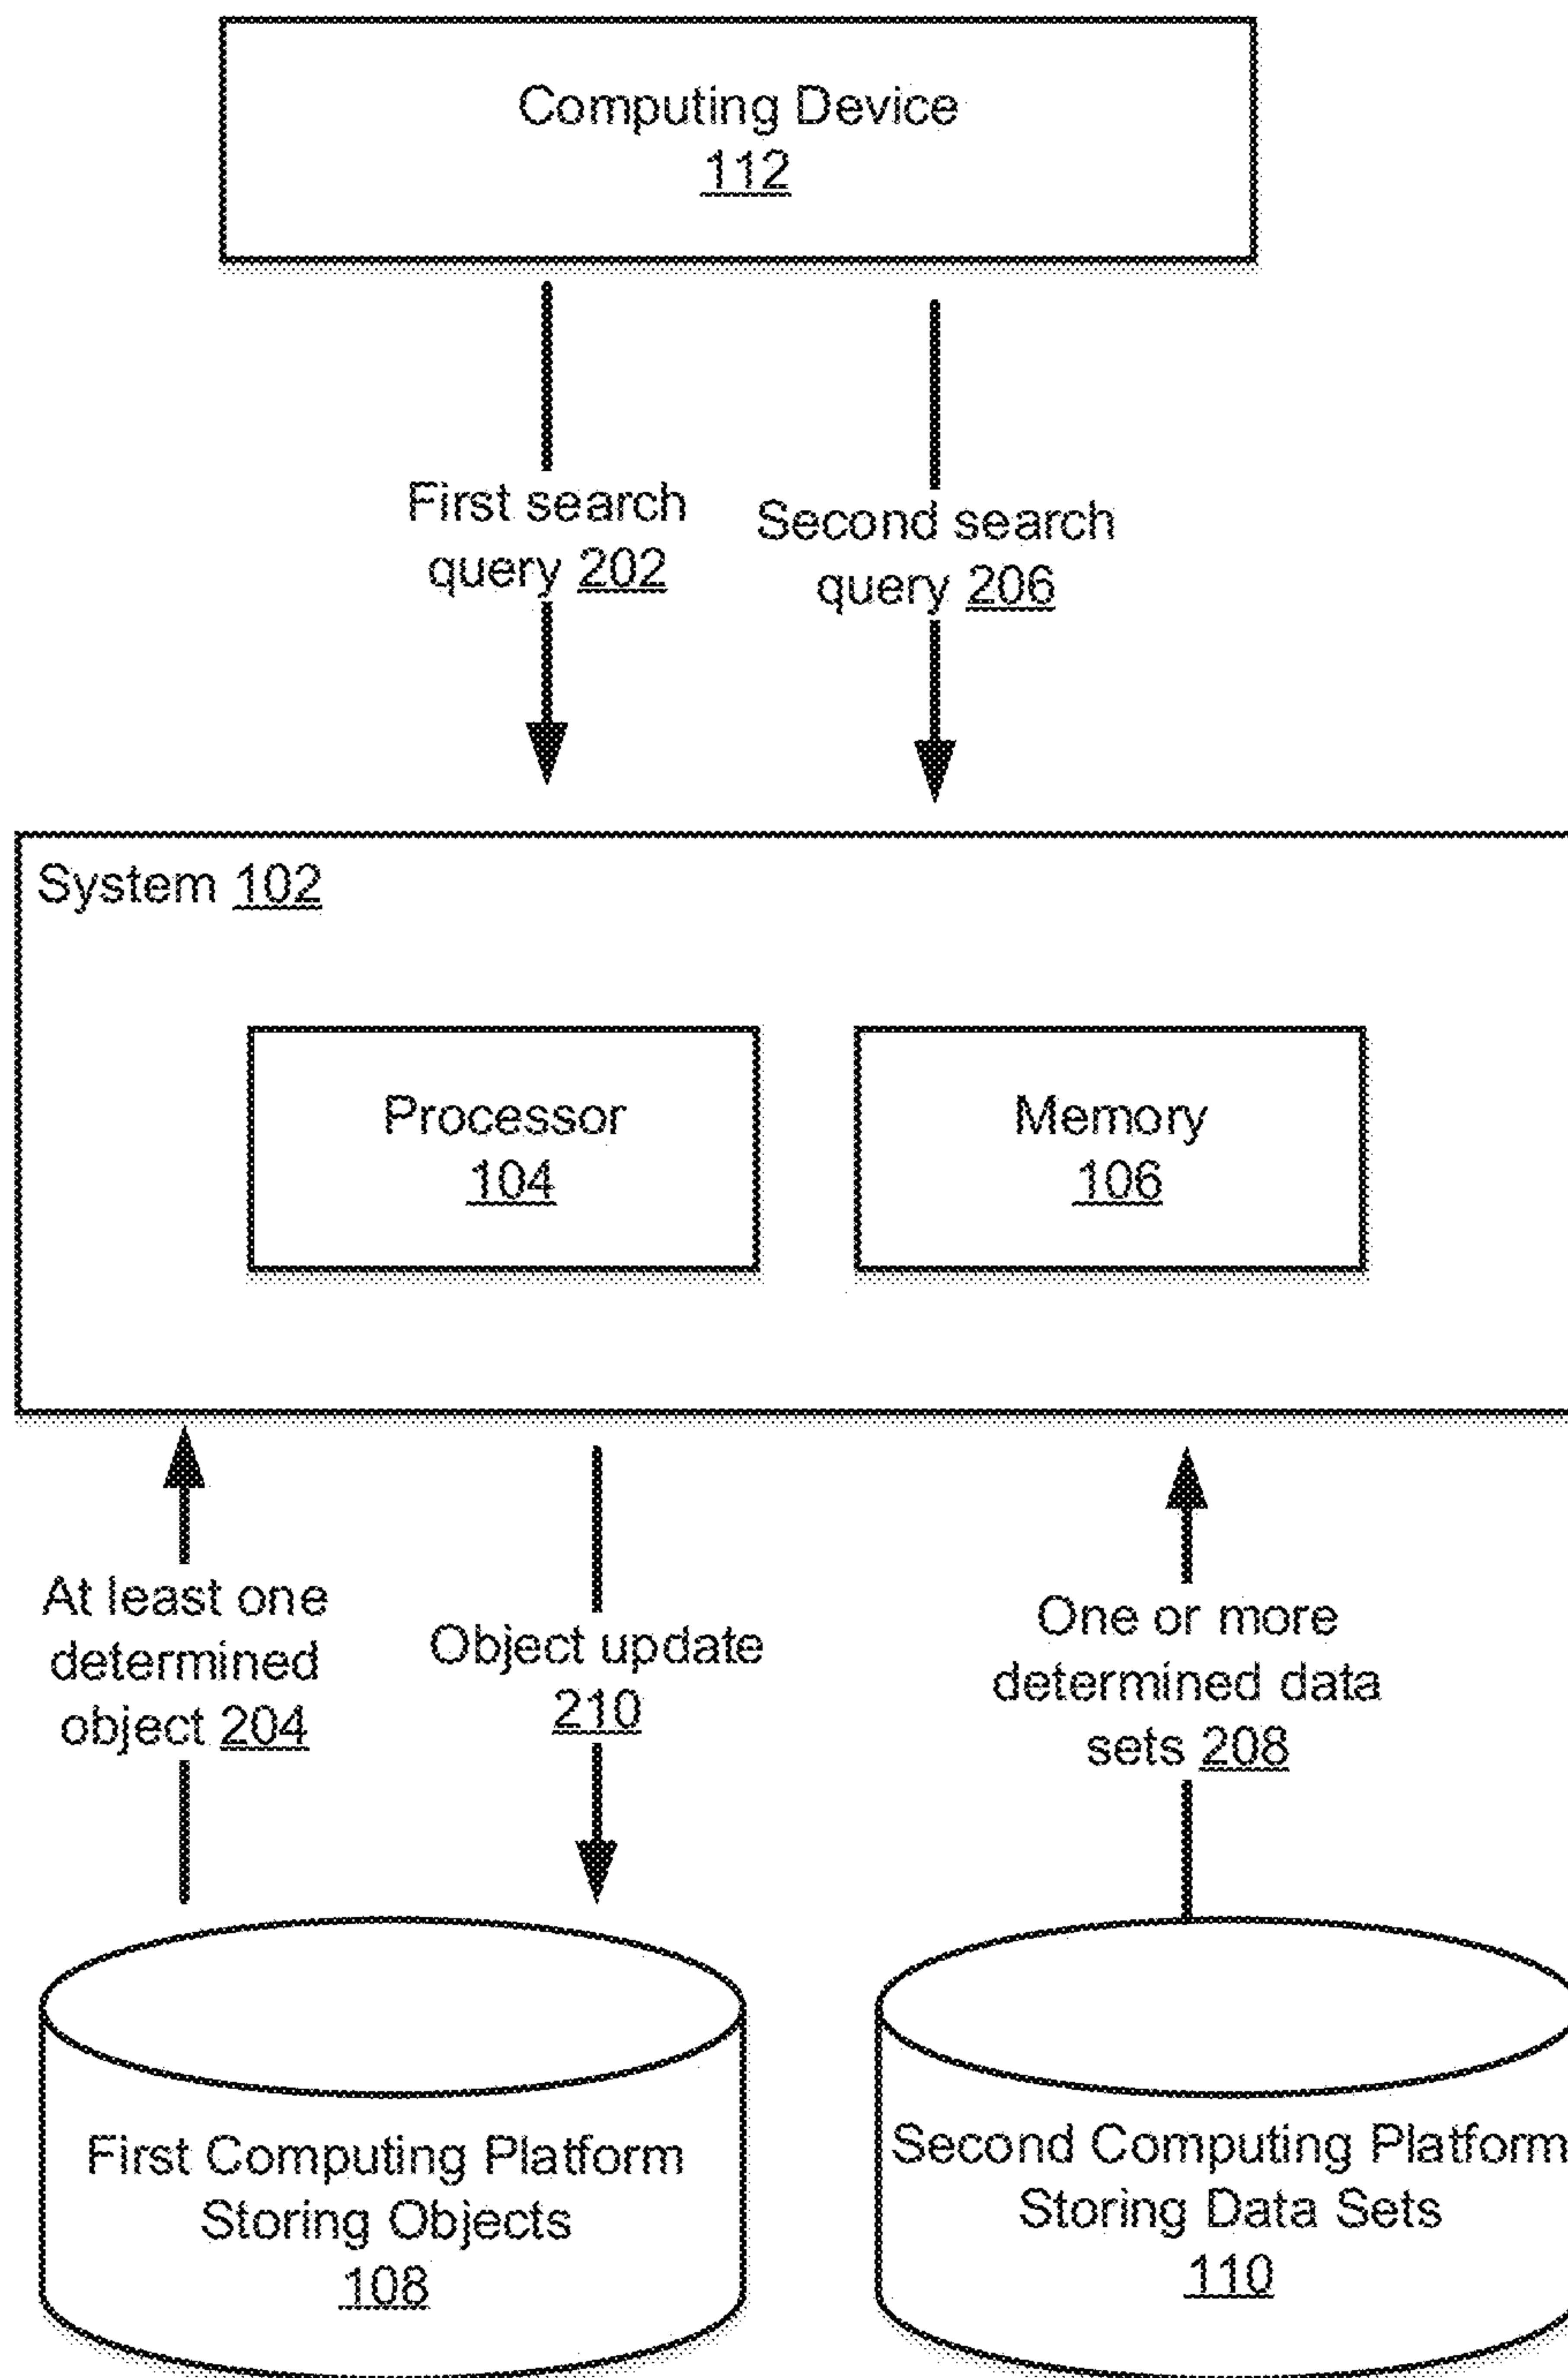 Computing Device
112
First search
query 202
Second search
query 206
System 102
Processor
104
Memory
106
At least one
determined
object 204
Object update
210
One or more
determined data
sets 208
First Computing Platform
Storing Objects
108
Second Computing Platform
Storing Data Sets
110